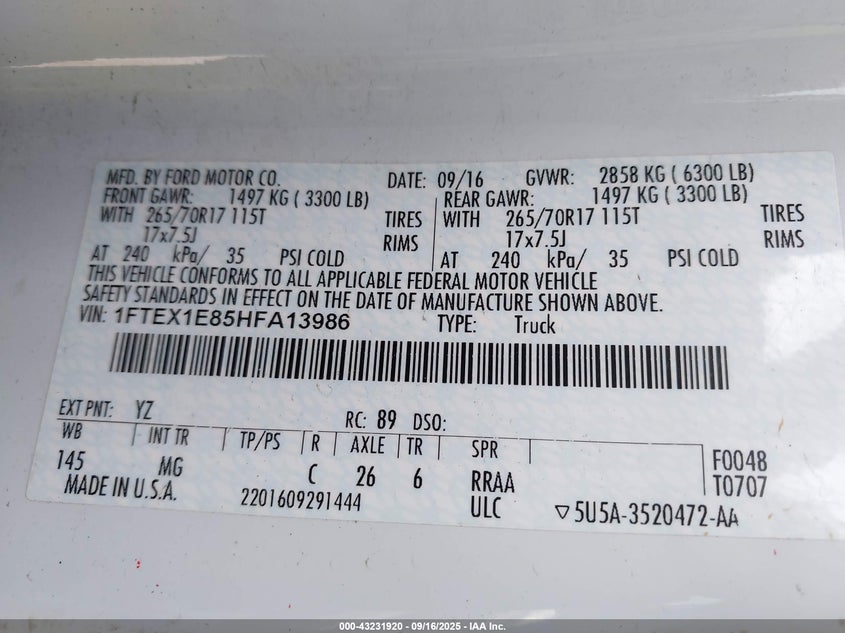 MFD. BY FORD MOTOR CO. DATE: 09/16 GVWR: 2858 KG ( 6300 LB)
FRONT GAWR: 1497 KG ( 3300 LB) REAR GAWR: 1497 KG ( 3300 LB)
WITH 265/70R17 115T TIRES WITH 265/70R17 115T TIRES
17x7.5J RIMS 17x7.5J RIMS
AT 240 kPa/ 35 PSI COLD AT 240 kPa/ 35 PSI COLD
THIS VEHICLE CONFORMS TO ALL APPLICABLE FEDERAL MOTOR VEHICLE
SAFETY STANDARDS IN EFFECT ON THE DATE OF MANUFACTURE SHOWN ABOVE.
VIN: 1FTEX1E85HFA13986 TYPE: Truck
EXT PNT: YZ RC: 89 DSO:
WB INT TR TP/PS R AXLE TR SPR
145 MG C 26 6 RRAA F0048
MADE IN U.S.A. 2201609291444 ULC T0707
▽5U5A-3520472-AA
000-43231920 - 09/16/2025 - IAA Inc.